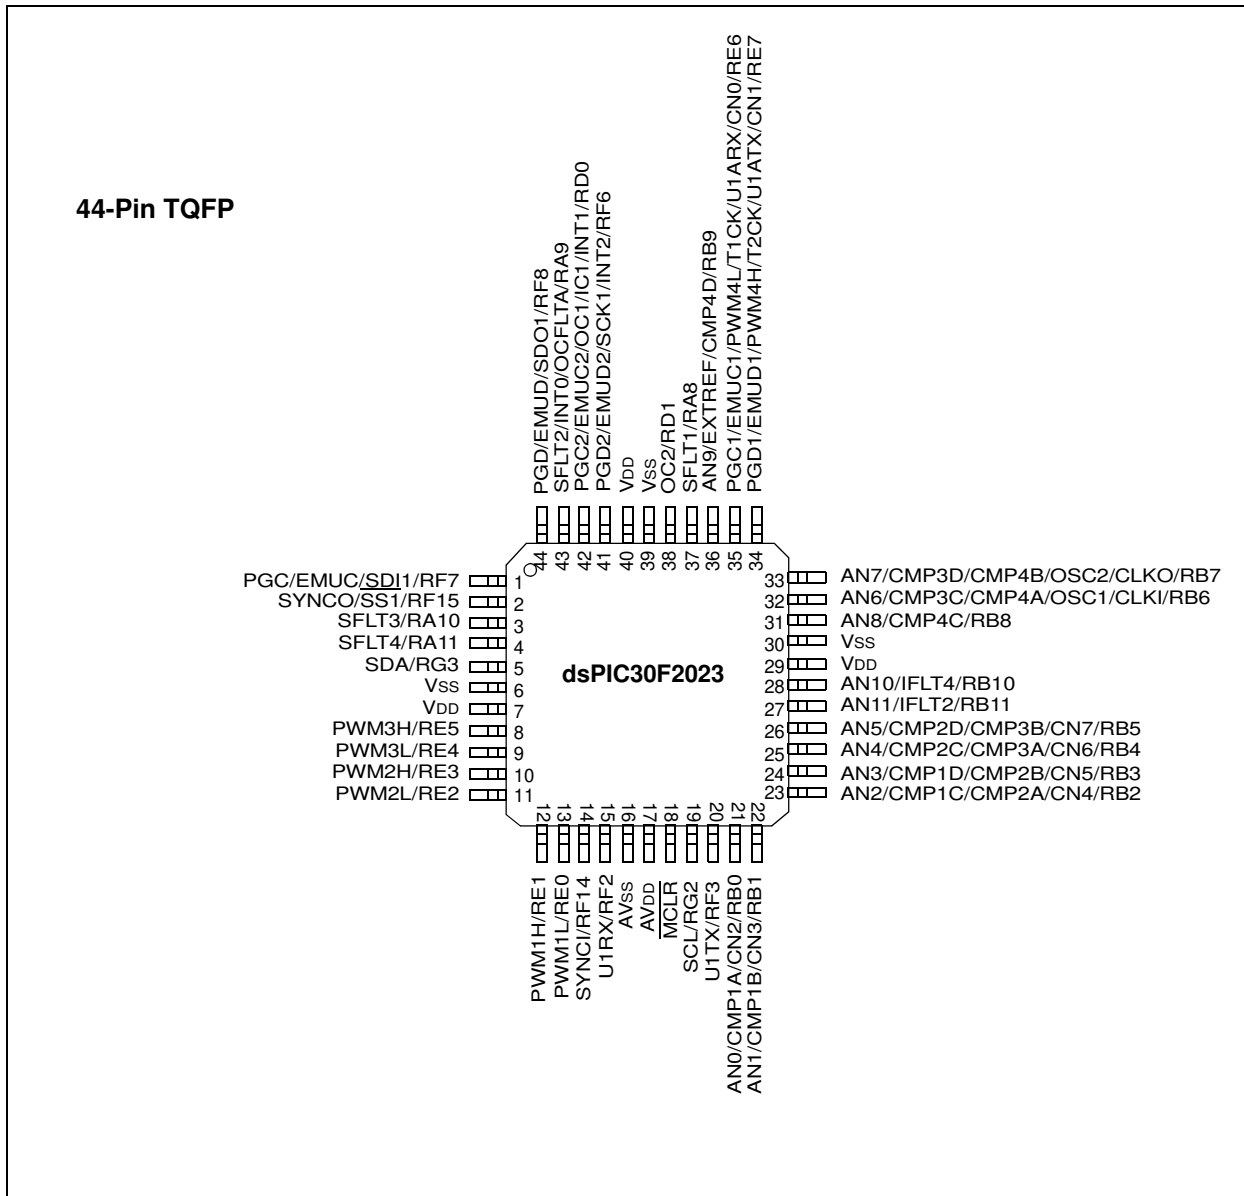 44-Pin TQFP
PGD/EMUD/SDO1/RF8
SFLT2/INT0/OCFLTA/RA9
PGC2/EMUC2/OC1/IC1/INT1/RD0
PGD2/EMUD2/SCK1/INT2/RF6
VDD
VSS
OC2/RD1
SFLT1/RA8
AN9/EXTREF/CMP4D/RB9
PGC1/EMUC1/PWM4L/T1CK/U1ARX/CN0/RE6
PGD1/EMUD1/PWM4H/T2CK/U1ATX/CN1/RE7
44
43
42
41
40
39
38
37
36
35
34
PGC/EMUC/SDI1/RF7 1
SYNCO/SS1/RF15 2
SFLT3/RA10 3
SFLT4/RA11 4
SDA/RG3 5
VSS 6
VDD 7
PWM3H/RE5 8
PWM3L/RE4 9
PWM2H/RE3 10
PWM2L/RE2 11
dsPIC30F2023
33 AN7/CMP3D/CMP4B/OSC2/CLKO/RB7
32 AN6/CMP3C/CMP4A/OSC1/CLKI/RB6
31 AN8/CMP4C/RB8
30 VSS
29 VDD
28 AN10/IFLT4/RB10
27 AN11/IFLT2/RB11
26 AN5/CMP2D/CMP3B/CN7/RB5
25 AN4/CMP2C/CMP3A/CN6/RB4
24 AN3/CMP1D/CMP2B/CN5/RB3
23 AN2/CMP1C/CMP2A/CN4/RB2
12
13
14
15
16
17
18
19
20
21
22
PWM1H/RE1
PWM1L/RE0
SYNCI/RF14
U1RX/RF2
AVSS
AVDD
MCLR
SCL/RG2
U1TX/RF3
AN0/CMP1A/CN2/RB0
AN1/CMP1B/CN3/RB1